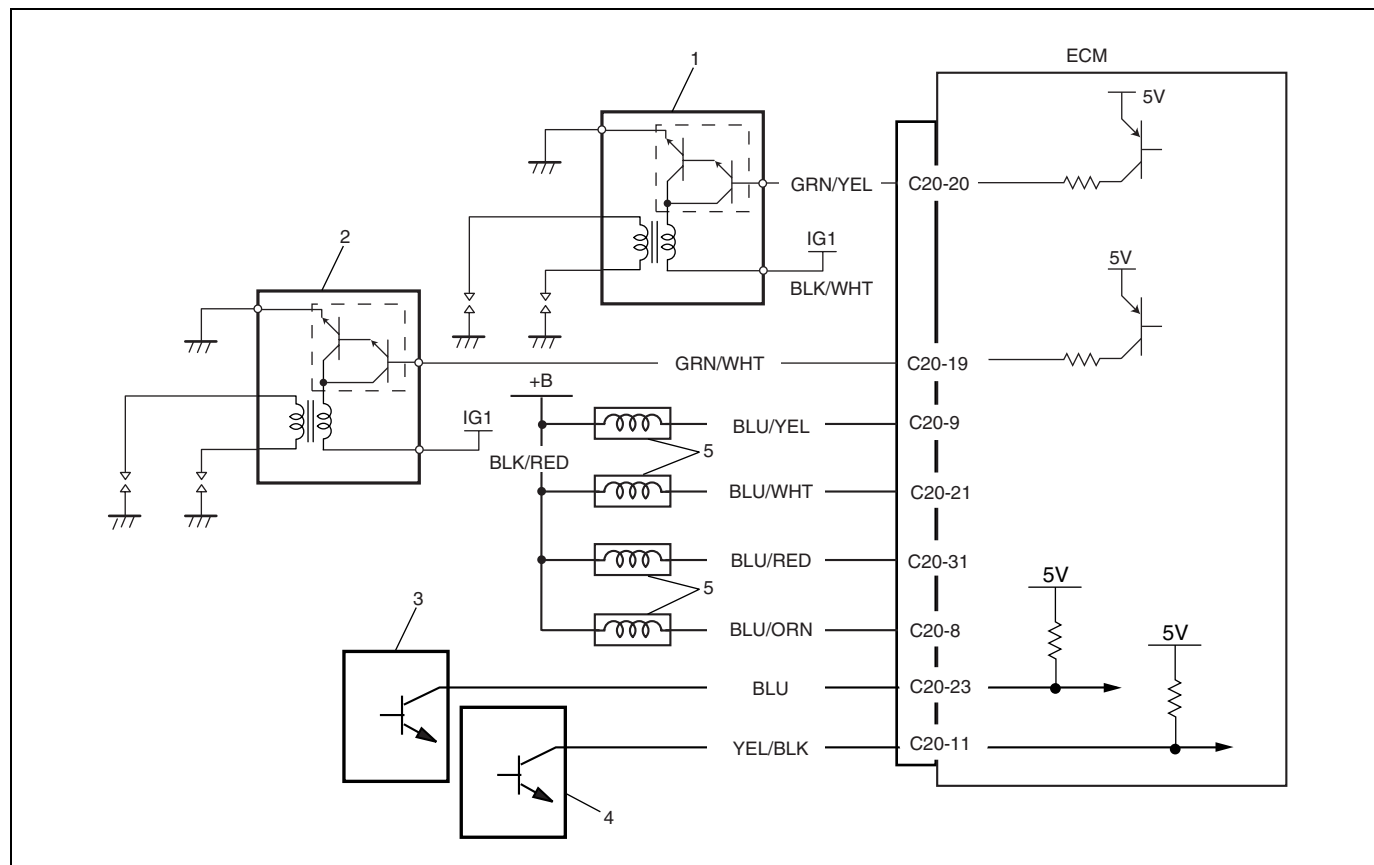 1
ECM
5V
GRN/YEL
C20-20
2
IG1
BLK/WHT
5V
GRN/WHT
C20-19
+B
IG1
BLU/YEL
C20-9
BLK/RED
5
BLU/WHT
C20-21
BLU/RED
C20-31
5V
5
3
BLU/ORN
C20-8
5V
BLU
C20-23
YEL/BLK
C20-11
4